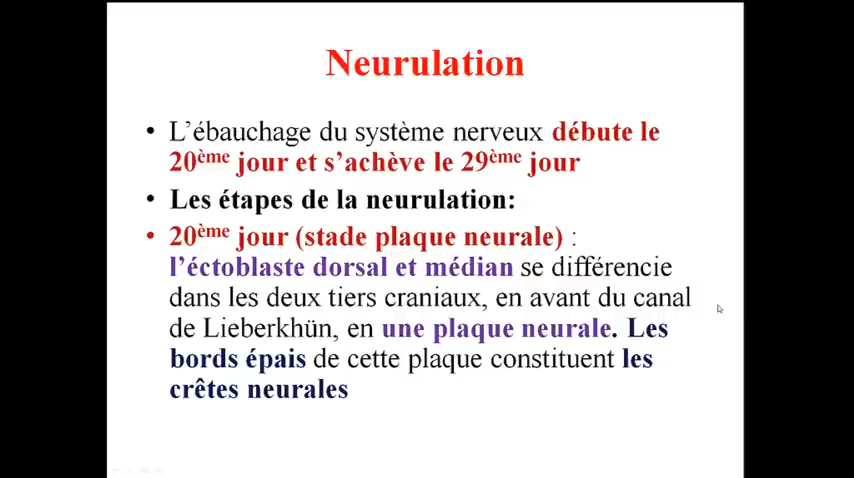 Neurulation
• L’ébauchage du système nerveux débute le
20ème jour et s’achève le 29ème jour
• Les étapes de la neurulation:
• 20ème jour (stade plaque neurale) :
l’éctoblaste dorsal et médian se différencie
dans les deux tiers craniaux, en avant du canal
de Lieberkhün, en une plaque neurale. Les
bords épais de cette plaque constituent les
crêtes neurales